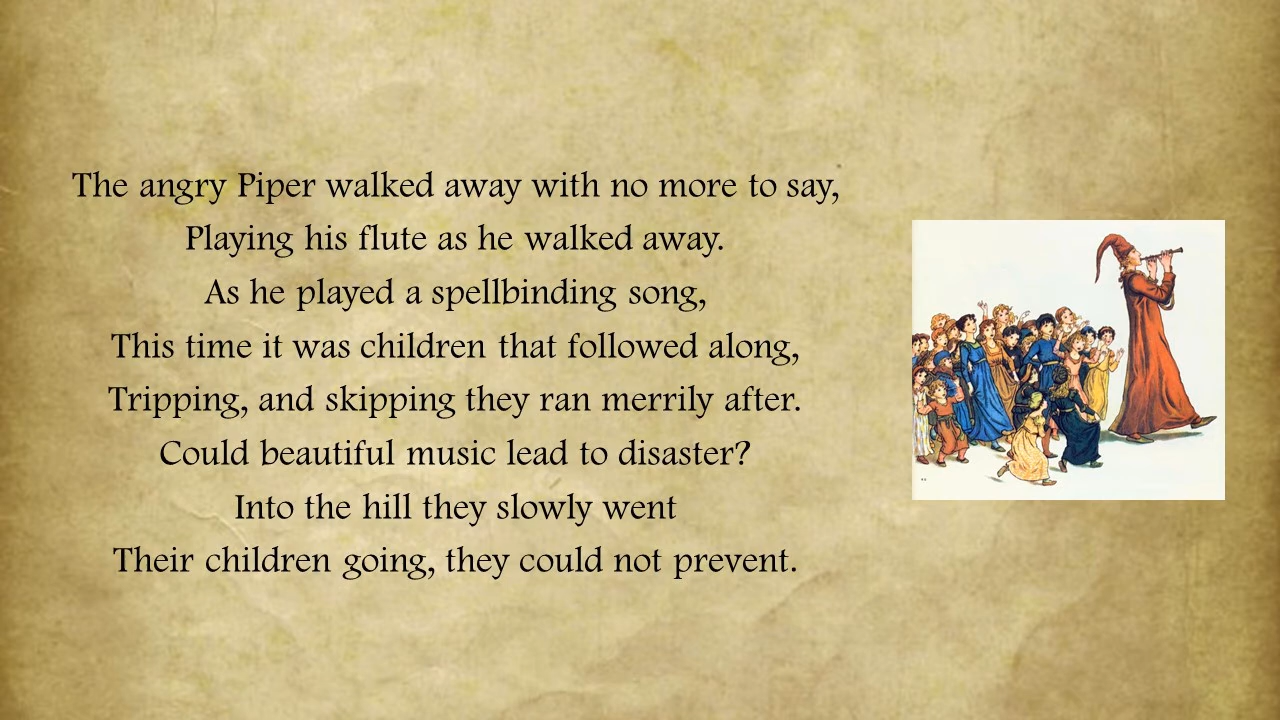 The angry Piper walked away with no more to say,
Playing his flute as he walked away.
As he played a spellbinding song,
This time it was children that followed along,
Tripping, and skipping they ran merrily after.
Could beautiful music lead to disaster?
Into the hill they slowly went
Their children going, they could not prevent.